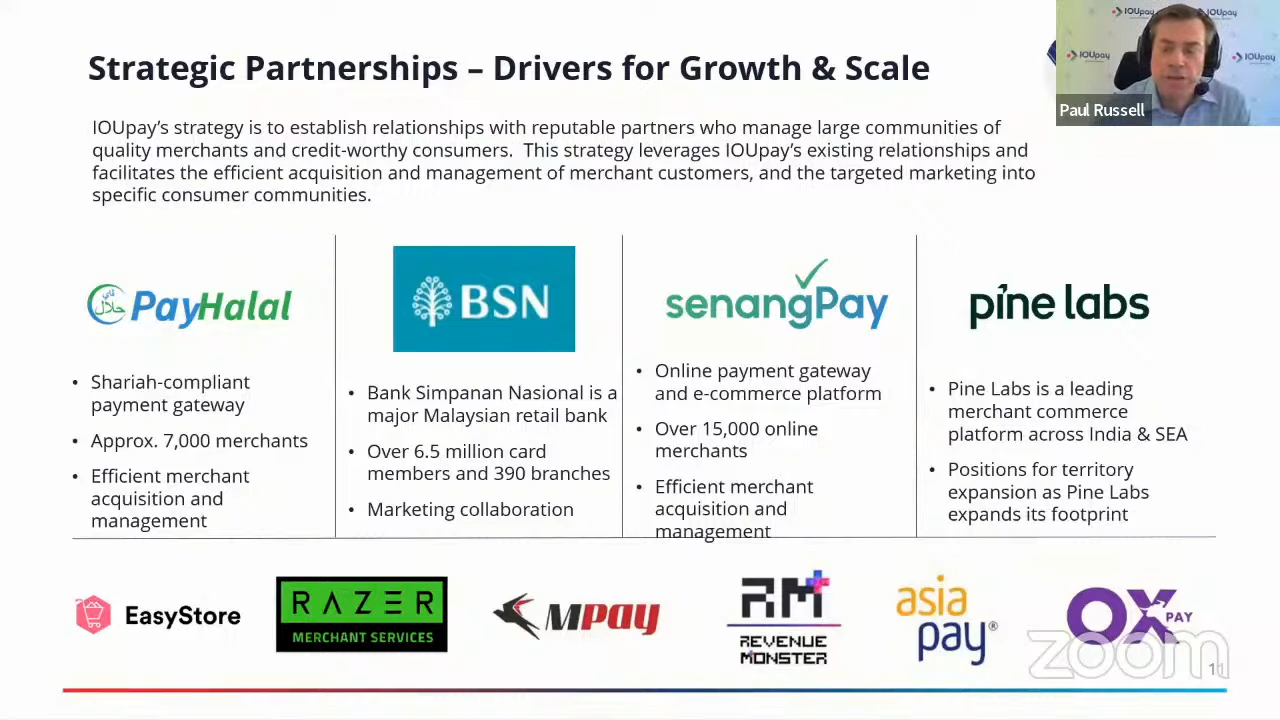 IOUpay
IOUpay
IOUpay
IOUpay
Paul Russell
Strategic Partnerships – Drivers for Growth & Scale
IOUpay’s strategy is to establish relationships with reputable partners who manage large communities of
quality merchants and credit-worthy consumers. This strategy leverages IOUpay’s existing relationships and
facilitates the efficient acquisition and management of merchant customers, and the targeted marketing into
specific consumer communities.
حلال
PayHalal
• Shariah-compliant
payment gateway
• Approx. 7,000 merchants
• Efficient merchant
acquisition and
management
BSN
• Bank Simpanan Nasional is a
major Malaysian retail bank
• Over 6.5 million card
members and 390 branches
• Marketing collaboration
senangPay
• Online payment gateway
and e-commerce platform
• Over 15,000 online
merchants
• Efficient merchant
acquisition and
management
pine labs
• Pine Labs is a leading
merchant commerce
platform across India & SEA
• Positions for territory
expansion as Pine Labs
expands its footprint
EasyStore
RAZER
MERCHANT SERVICES
MPay
RM
REVENUE
MONSTER
asia
pay®
OX PAY
zoom
11